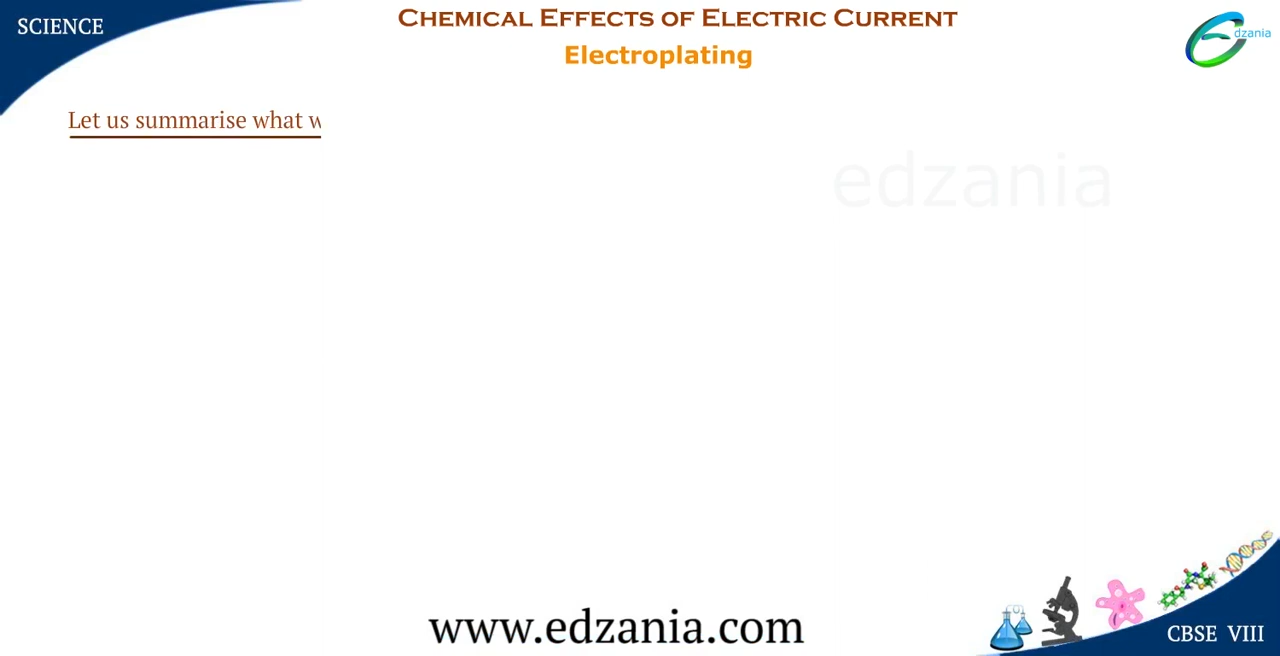 SCIENCE
CHEMICAL EFFECTS OF ELECTRIC CURRENT
Electroplating
dzania
Let us summarise what w
edzania
www.edzania.com
CBSE VIII